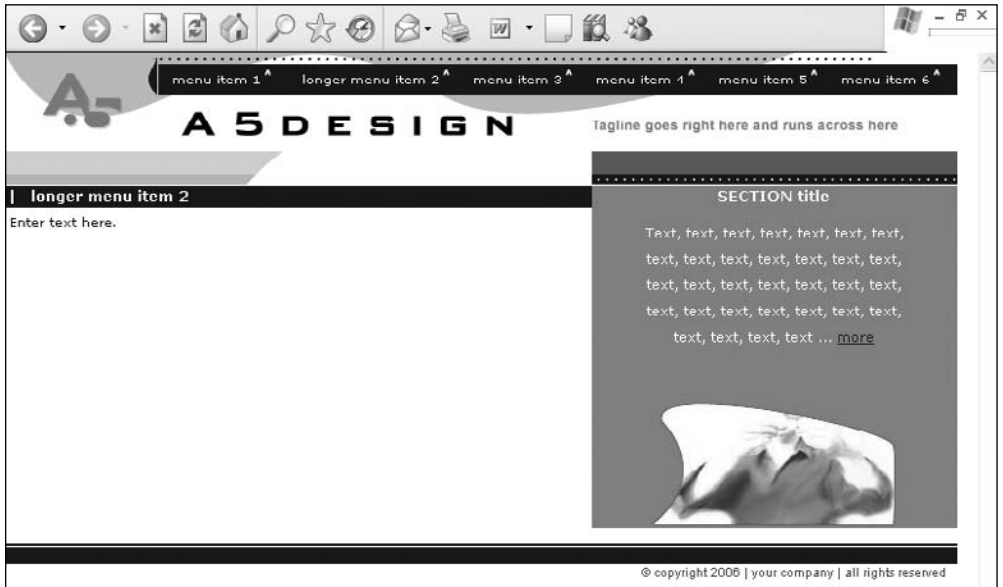 menu item 1^ longer menu item 2^ menu item 3^ menu item 4^ menu item 5^ menu item 6^
A5
A5DESIGN
Tagline goes right here and runs across here
| longer menu item 2
Enter text here.
SECTION title
Text, text, text, text, text, text, text,
text, text, text, text, text, text, text,
text, text, text, text, text, text, text,
text, text, text, text, text, text, text,
text, text, text, text ... more
© copyright 2006 | your company | all rights reserved